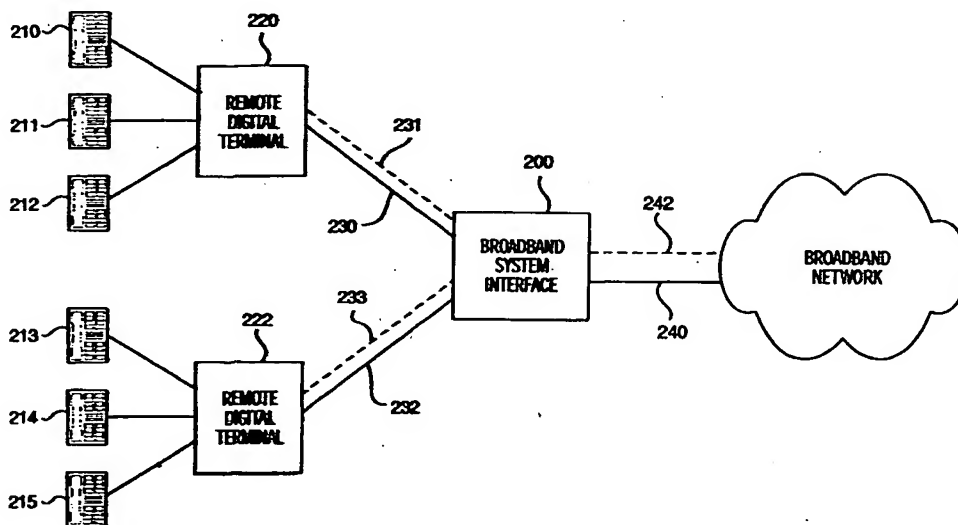 210
211
212
220
REMOTE
DIGITAL
TERMINAL
231
230
200
BROADBAND
SYSTEM
INTERFACE
242
240
BROADBAND
NETWORK
213
214
215
222
REMOTE
DIGITAL
TERMINAL
233
232